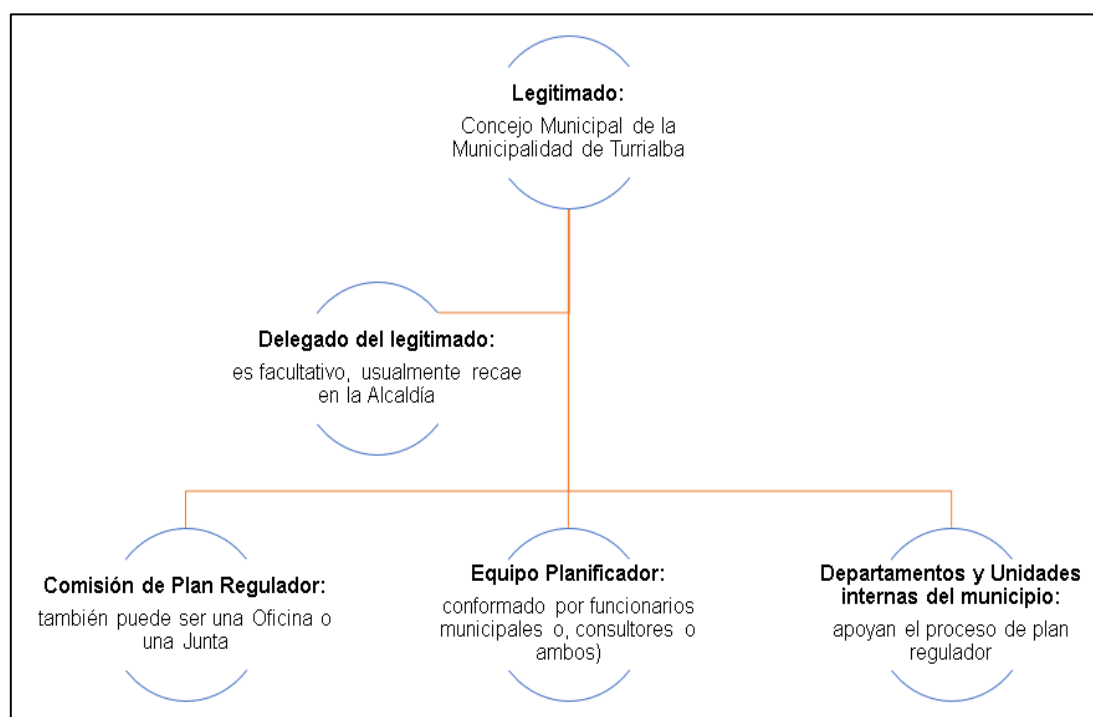 Legitimado:
Concejo Municipal de la
Municipalidad de Turrialba
Delegado del legitimado:
es facultativo, usualmente recae
en la Alcaldía
Comisión de Plan Regulador:
también puede ser una Oficina o
una Junta
Equipo Planificador:
conformado por funcionarios
municipales o, consultores o
ambos)
Departamentos y Unidades
internas del municipio:
apoyan el proceso de plan
regulador